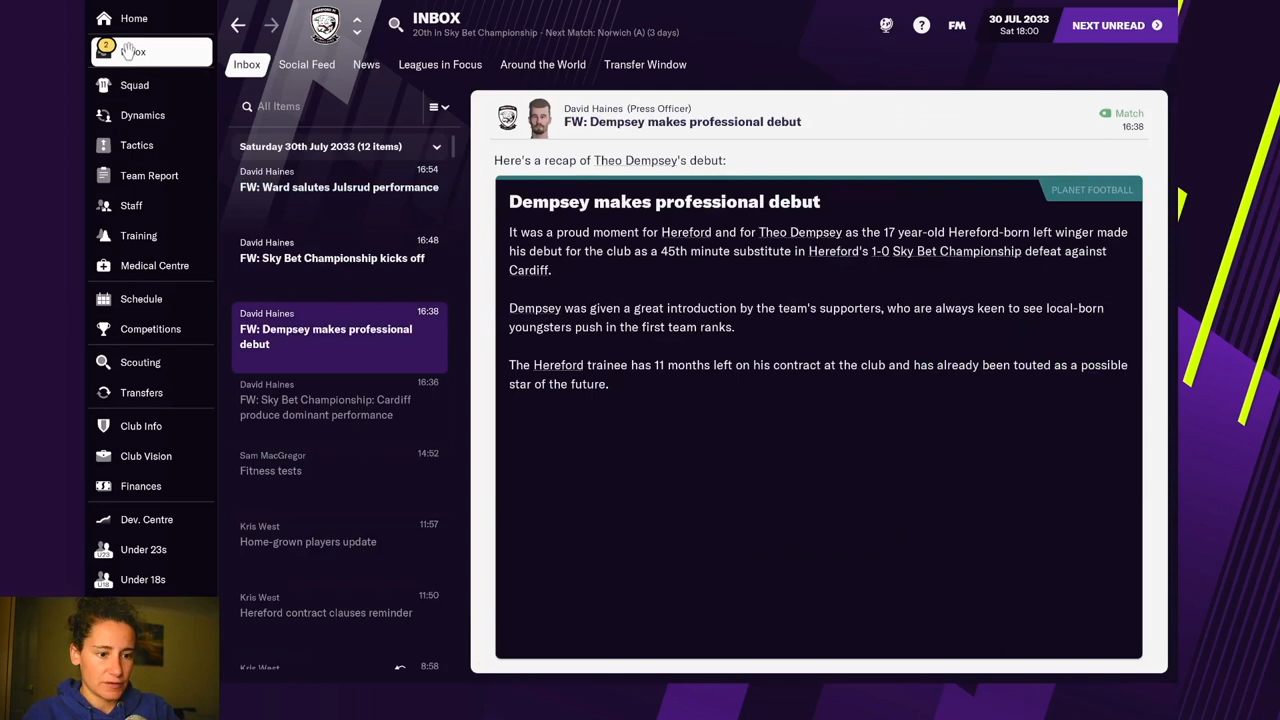 Home
2
Inbox
Squad
Dynamics
Tactics
Team Report
Staff
Training
Medical Centre
Schedule
Competitions
Scouting
Transfers
Club Info
Club Vision
Finances
Dev. Centre
Under 23s
Under 18s
INBOX
20th in Sky Bet Championship - Next Match: Norwich (A) (3 days)
FM
30 JUL 2033
Sat 18:00
NEXT UNREAD
Inbox
Social Feed
News
Leagues in Focus
Around the World
Transfer Window
All Items
Saturday 30th July 2033 (12 items)
David Haines 16:54
FW: Ward salutes Julsrud performance
David Haines 16:48
FW: Sky Bet Championship kicks off
David Haines 16:38
FW: Dempsey makes professional
debut
David Haines 16:36
FW: Sky Bet Championship: Cardiff
produce dominant performance
Sam MacGregor 14:52
Fitness tests
Kris West 11:57
Home-grown players update
Kris West 11:50
Hereford contract clauses reminder
Kris West 8:58
David Haines (Press Officer)
FW: Dempsey makes professional debut
Match
16:38
Here's a recap of Theo Dempsey's debut:
PLANET FOOTBALL
Dempsey makes professional debut
It was a proud moment for Hereford and for Theo Dempsey as the 17 year-old Hereford-born left winger made
his debut for the club as a 45th minute substitute in Hereford's 1-0 Sky Bet Championship defeat against
Cardiff.
Dempsey was given a great introduction by the team's supporters, who are always keen to see local-born
youngsters push in the first team ranks.
The Hereford trainee has 11 months left on his contract at the club and has already been touted as a possible
star of the future.